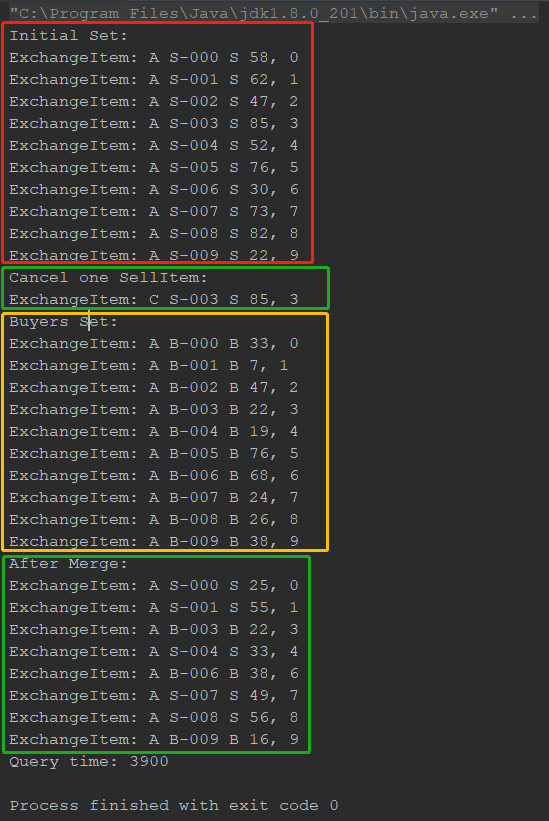 "C:\Program Files\Java\jdk1.8.0_201\bin\java.exe" ...
Initial Set:
ExchangeItem: A S-000 S 58, 0
ExchangeItem: A S-001 S 62, 1
ExchangeItem: A S-002 S 47, 2
ExchangeItem: A S-003 S 85, 3
ExchangeItem: A S-004 S 52, 4
ExchangeItem: A S-005 S 76, 5
ExchangeItem: A S-006 S 30, 6
ExchangeItem: A S-007 S 73, 7
ExchangeItem: A S-008 S 82, 8
ExchangeItem: A S-009 S 22, 9
Cancel one SellItem:
ExchangeItem: C S-003 S 85, 3
Buyers Set:
ExchangeItem: A B-000 B 33, 0
ExchangeItem: A B-001 B 7, 1
ExchangeItem: A B-002 B 47, 2
ExchangeItem: A B-003 B 22, 3
ExchangeItem: A B-004 B 19, 4
ExchangeItem: A B-005 B 76, 5
ExchangeItem: A B-006 B 68, 6
ExchangeItem: A B-007 B 24, 7
ExchangeItem: A B-008 B 26, 8
ExchangeItem: A B-009 B 38, 9
After Merge:
ExchangeItem: A S-000 S 25, 0
ExchangeItem: A S-001 S 55, 1
ExchangeItem: A B-003 B 22, 3
ExchangeItem: A S-004 S 33, 4
ExchangeItem: A B-006 B 38, 6
ExchangeItem: A S-007 S 49, 7
ExchangeItem: A S-008 S 56, 8
ExchangeItem: A B-009 B 16, 9
Query time: 3900
Process finished with exit code 0